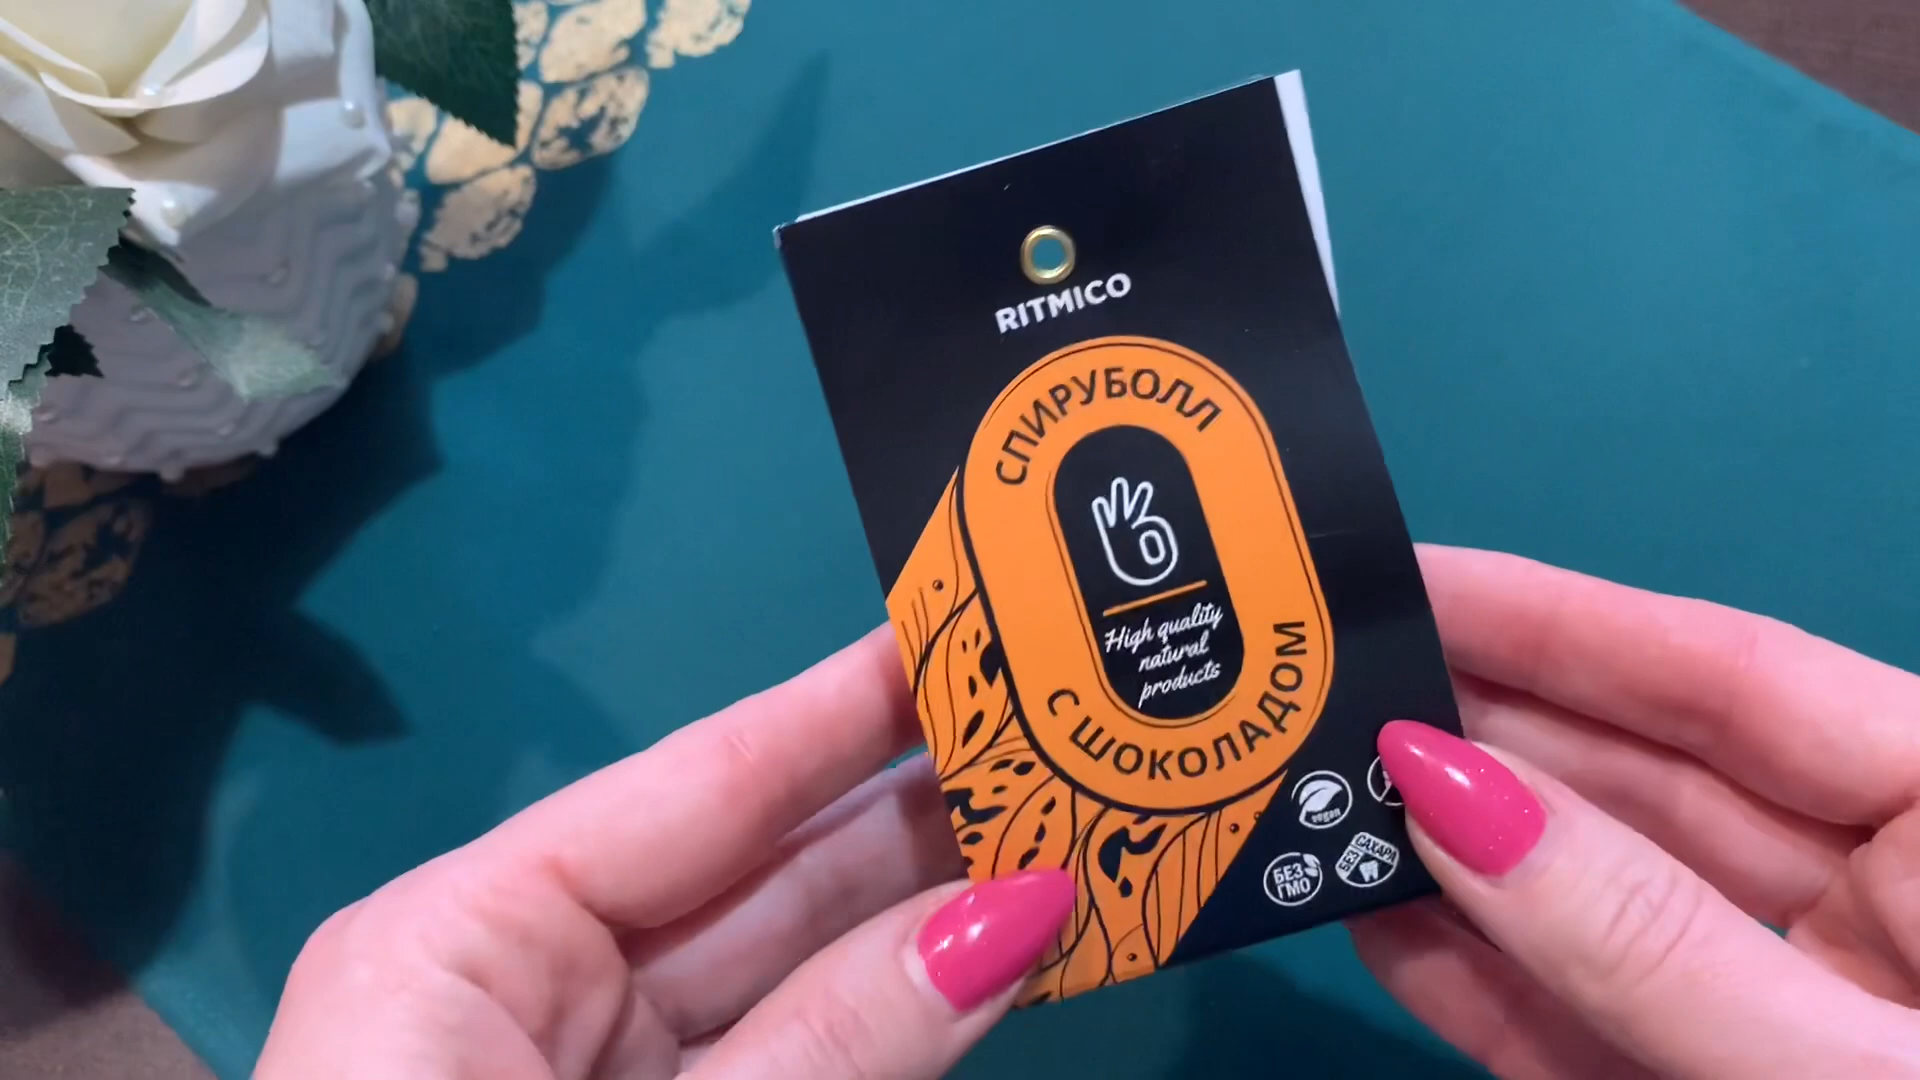 RITMICO
СПИРУБОЛЛ
High quality
natural
products
С ШОКОЛАДОМ
vegan
БЕЗ
ГМО
БЕЗ
САХАРА